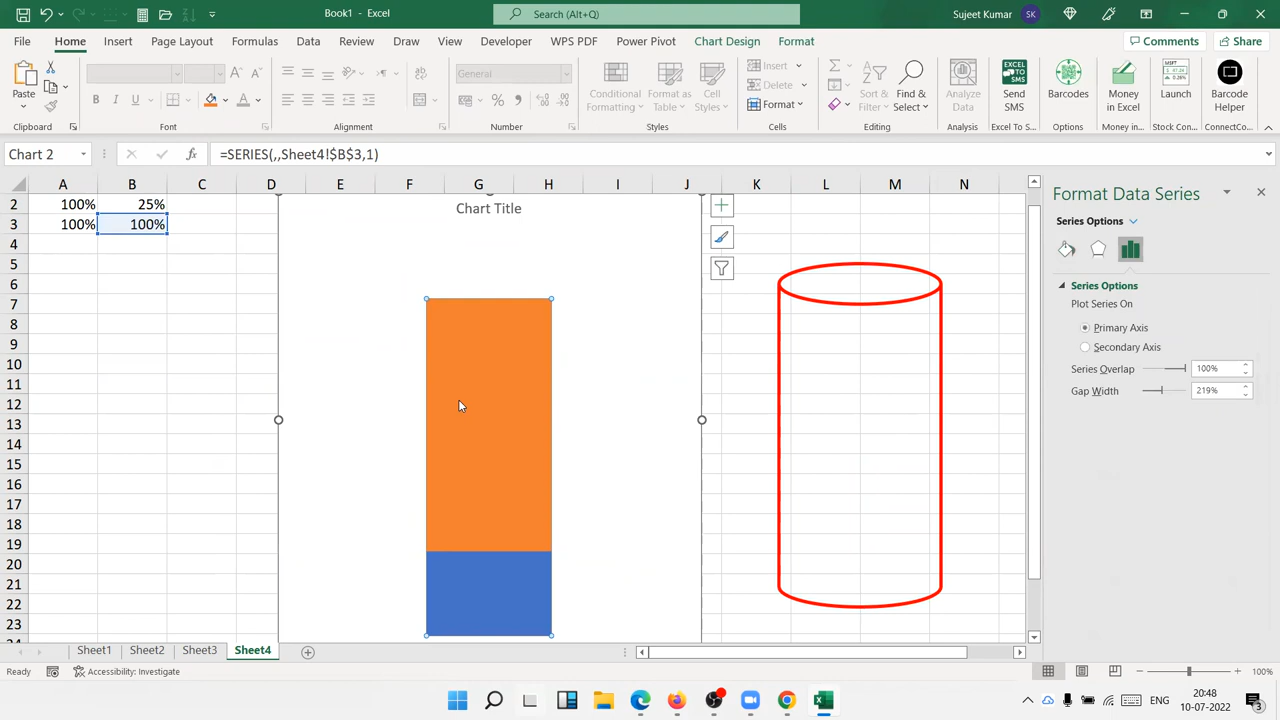 Book1 - Excel
Search (Alt+Q)
Sujeet Kumar
SK
File Home Insert Page Layout Formulas Data Review Draw View Developer WPS PDF Power Pivot Chart Design Format
Comments
Share
Paste
General
Conditional Formatting
Format as Table
Cell Styles
Insert
Delete
Format
Sort & Filter
Find & Select
Analyze Data
Send SMS
Barcodes
Money in Excel
Launch
Barcode Helper
Clipboard Font Alignment Number Styles Cells Editing Analysis Excel To S... Options Money in... Stock Con... ConnectCo...
Chart 2
fx
=SERIES(,,Sheet4!$B$3,1)
A B C D E F G H I J K L M N
2 100% 25%
3 100% 100%
4
5
6
7
8
9
10
11
12
13
14
15
16
17
18
19
20
21
22
23
24
Chart Title
Format Data Series
Series Options
Series Options
Plot Series On
Primary Axis
Secondary Axis
Series Overlap 100%
Gap Width 219%
Sheet1 Sheet2 Sheet3 Sheet4
Ready
Accessibility: Investigate
100%
ENG
20:48
10-07-2022
3